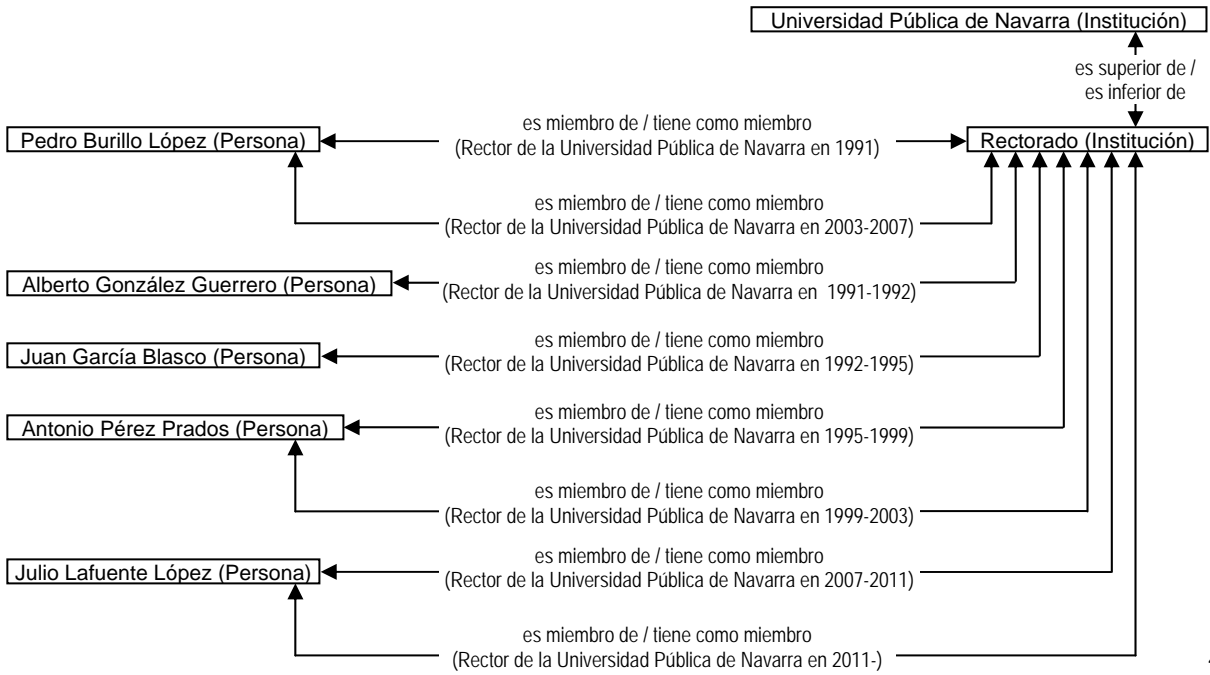 Universidad Pública de Navarra (Institución)
es superior de /
es inferior de
es miembro de / tiene como miembro
Pedro Burillo López (Persona)
(Rector de la Universidad Pública de Navarra en 1991)
Rectorado (Institución)
es miembro de / tiene como miembro
(Rector de la Universidad Pública de Navarra en 2003-2007)
es miembro de / tiene como miembro
Alberto González Guerrero (Persona)
(Rector de la Universidad Pública de Navarra en 1991-1992)
es miembro de / tiene como miembro
Juan García Blasco (Persona)
(Rector de la Universidad Pública de Navarra en 1992-1995)
es miembro de / tiene como miembro
Antonio Pérez Prados (Persona)
(Rector de la Universidad Pública de Navarra en 1995-1999)
es miembro de / tiene como miembro
(Rector de la Universidad Pública de Navarra en 1999-2003)
es miembro de / tiene como miembro
Julio Lafuente López (Persona)
(Rector de la Universidad Pública de Navarra en 2007-2011)
es miembro de / tiene como miembro
(Rector de la Universidad Pública de Navarra en 2011-)